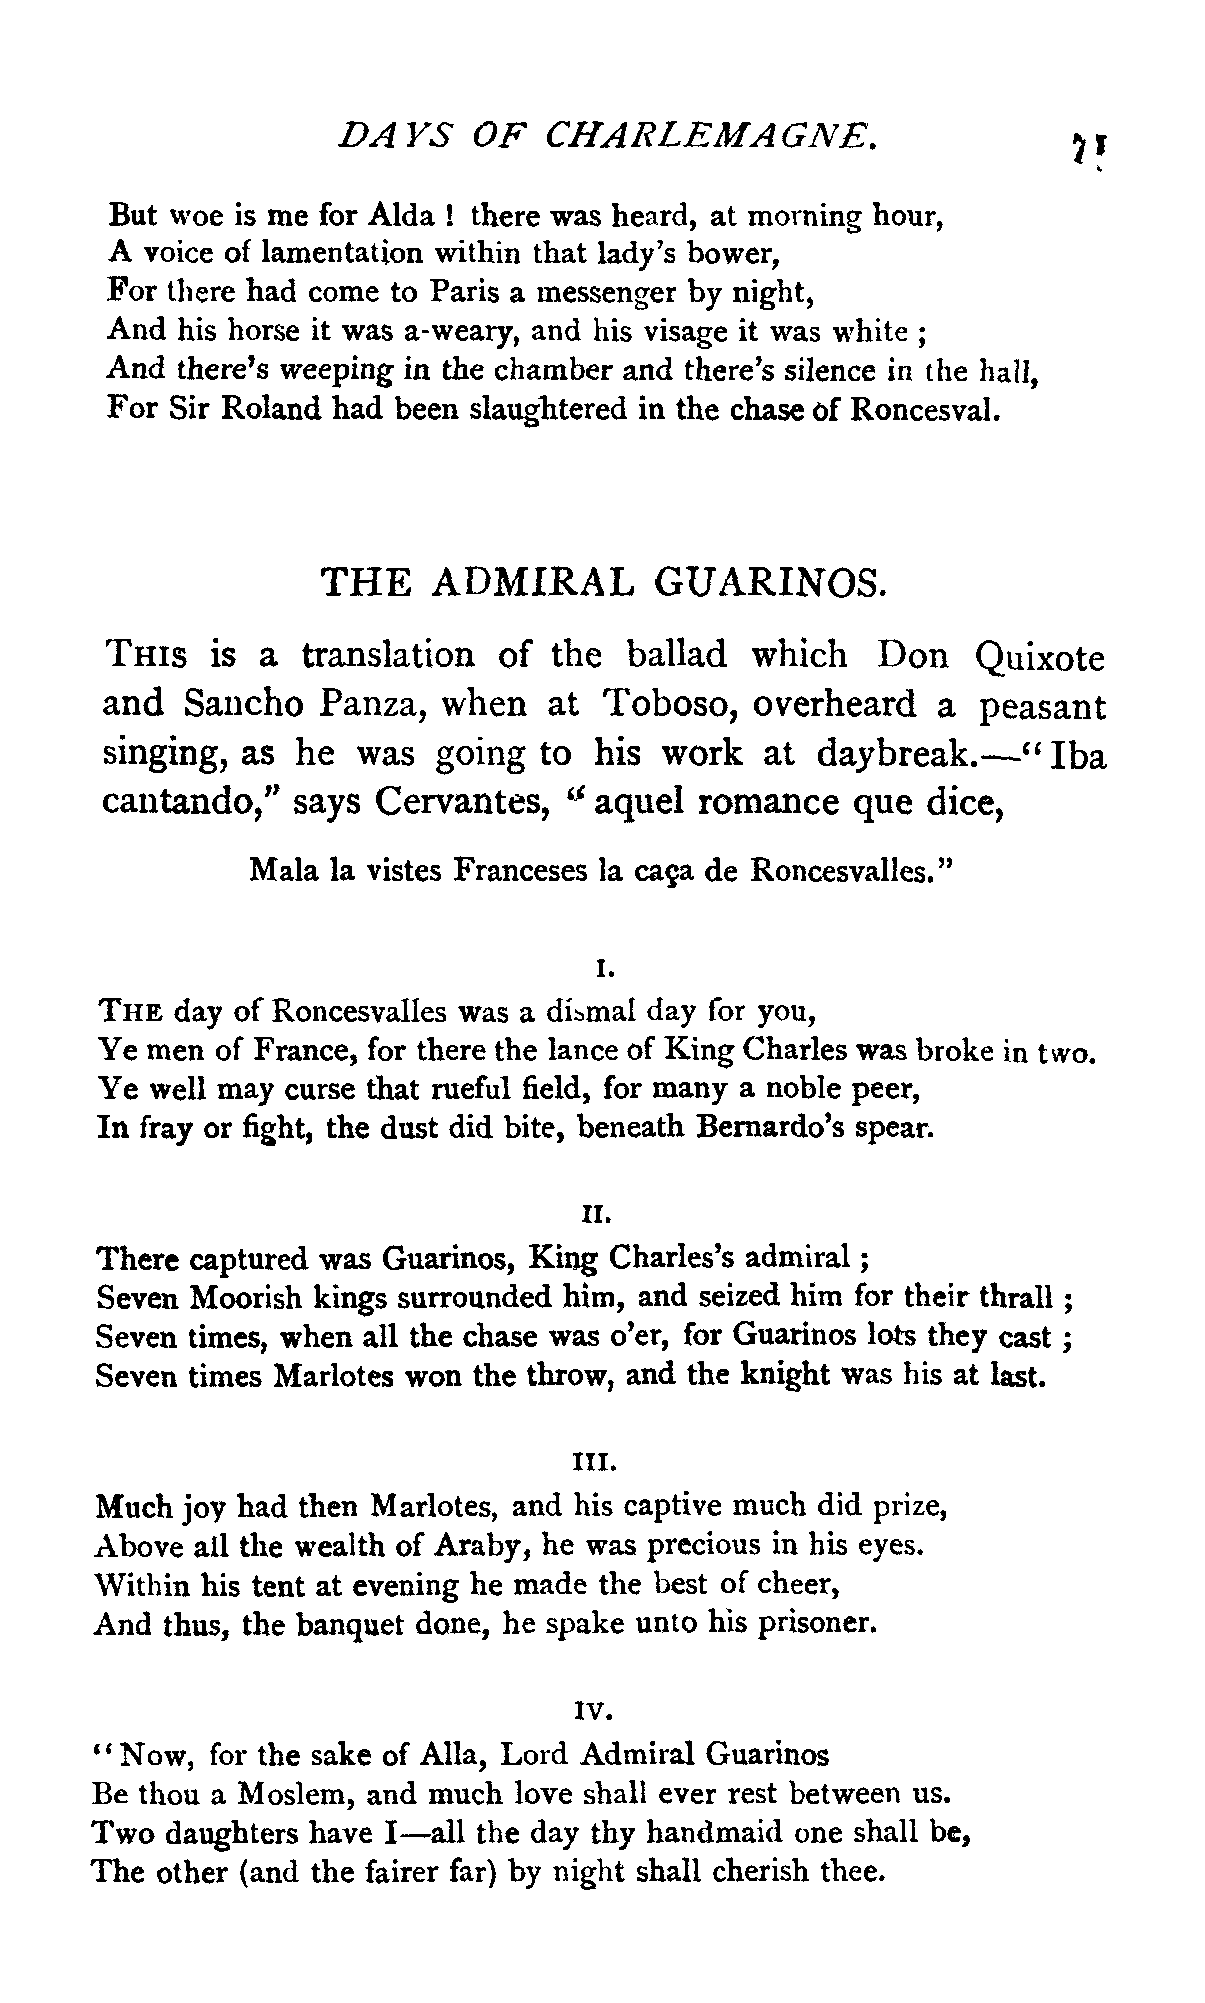 DAYS OF CHARLEMAGNE. 71
But woe is me for Alda ! there was heard, at morning hour,
A voice of lamentation within that lady's bower,
For there had come to Paris a messenger by night,
And his horse it was a-weary, and his visage it was white ;
And there's weeping in the chamber and there's silence in the hall,
For Sir Roland had been slaughtered in the chase of Roncesval.
THE ADMIRAL GUARINOS.
THIS is a translation of the ballad which Don Quixote
and Sancho Panza, when at Toboso, overheard a peasant
singing, as he was going to his work at daybreak.—"Iba
cantando," says Cervantes, "aquel romance que dice,
Mala la vistes Franceses la caça de Roncesvalles."
I.
THE day of Roncesvalles was a dismal day for you,
Ye men of France, for there the lance of King Charles was broke in two.
Ye well may curse that rueful field, for many a noble peer,
In fray or fight, the dust did bite, beneath Bernardo's spear.
II.
There captured was Guarinos, King Charles's admiral ;
Seven Moorish kings surrounded him, and seized him for their thrall ;
Seven times, when all the chase was o'er, for Guarinos lots they cast ;
Seven times Marlotes won the throw, and the knight was his at last.
III.
Much joy had then Marlotes, and his captive much did prize,
Above all the wealth of Araby, he was precious in his eyes.
Within his tent at evening he made the best of cheer,
And thus, the banquet done, he spake unto his prisoner.
IV.
"Now, for the sake of Alla, Lord Admiral Guarinos
Be thou a Moslem, and much love shall ever rest between us.
Two daughters have I—all the day thy handmaid one shall be,
The other (and the fairer far) by night shall cherish thee.